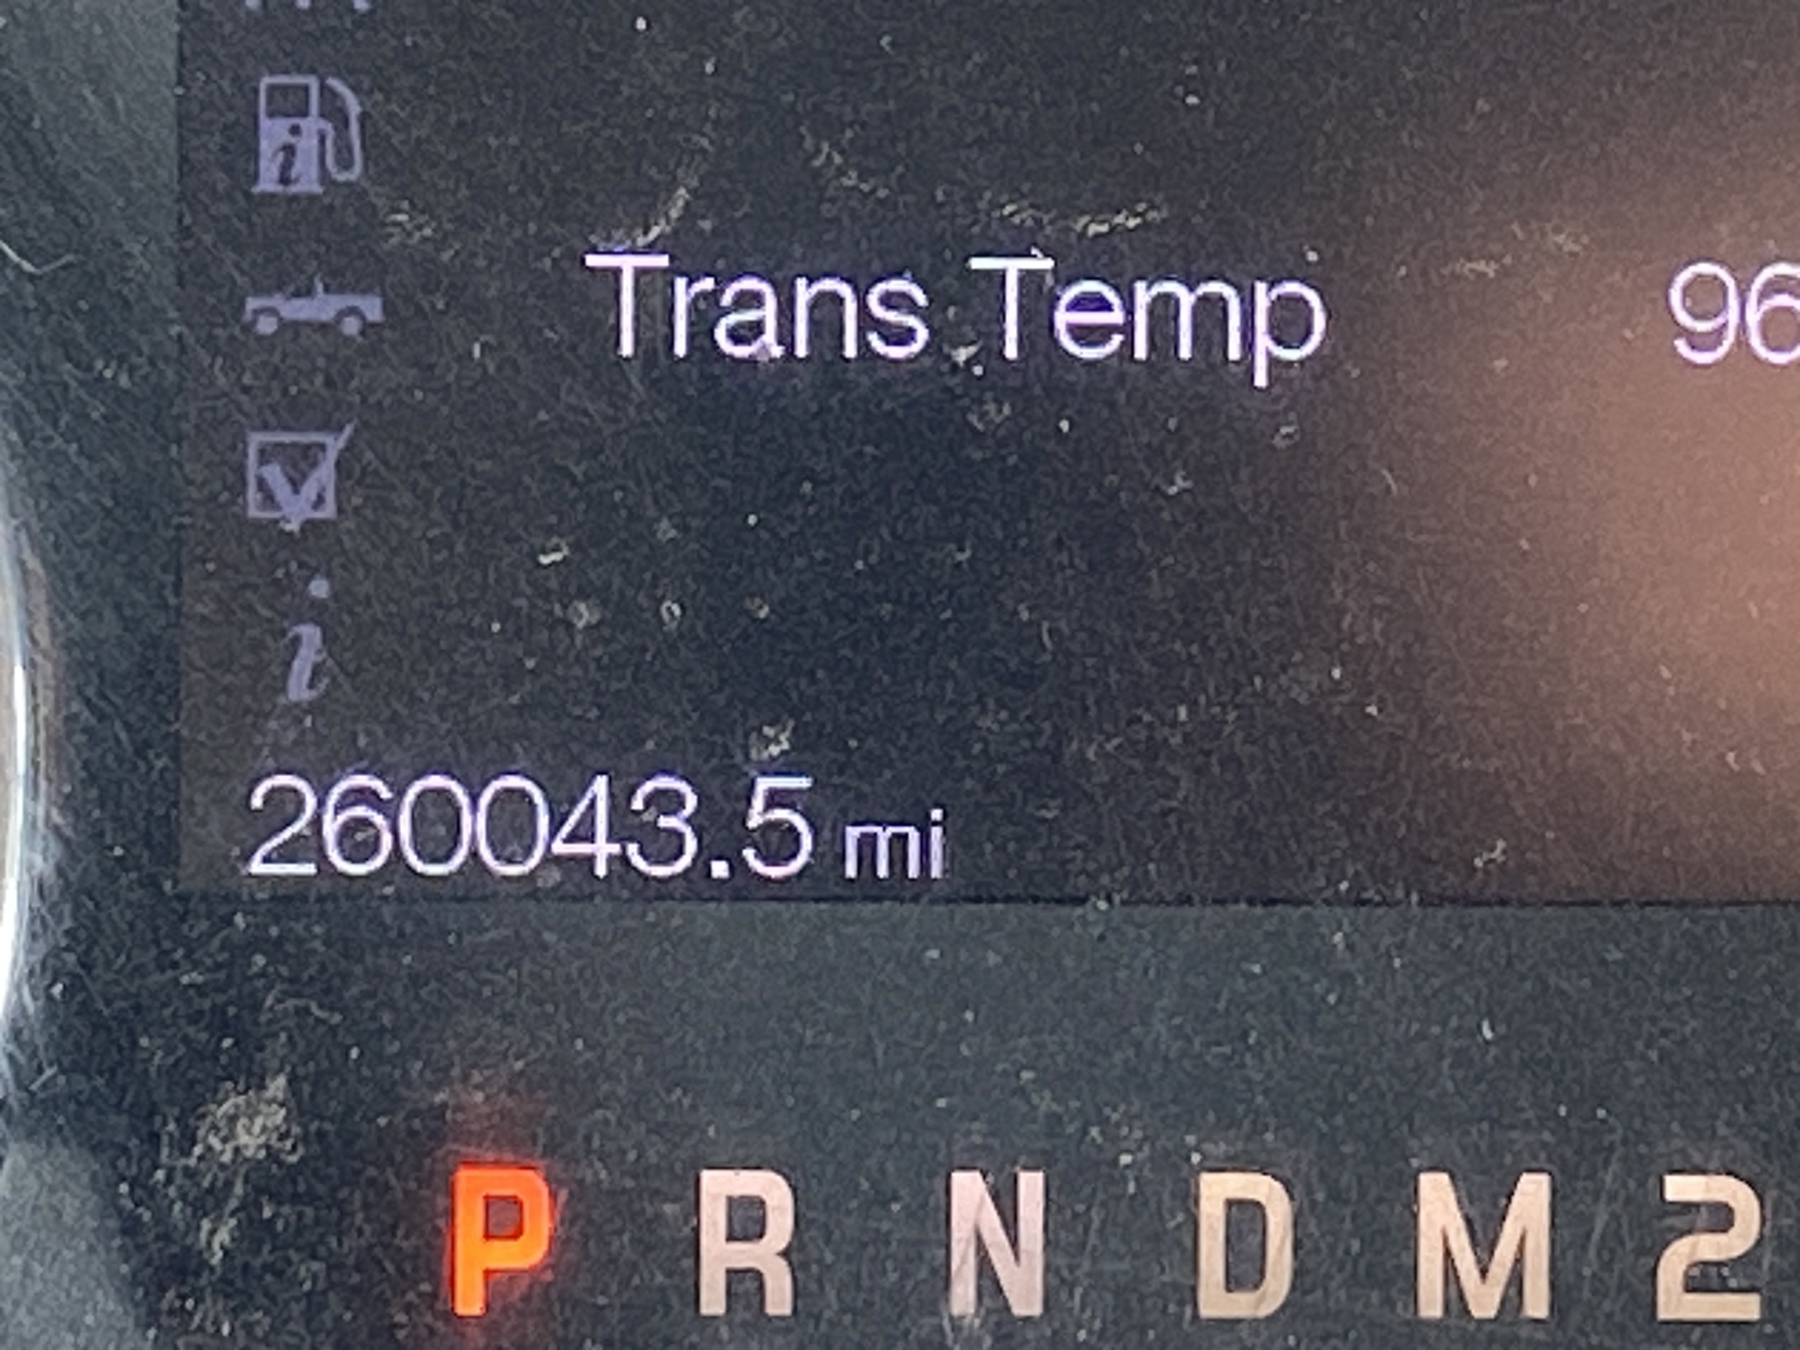 Trans Temp 96
i
260043.5 mi
P R N D M 2